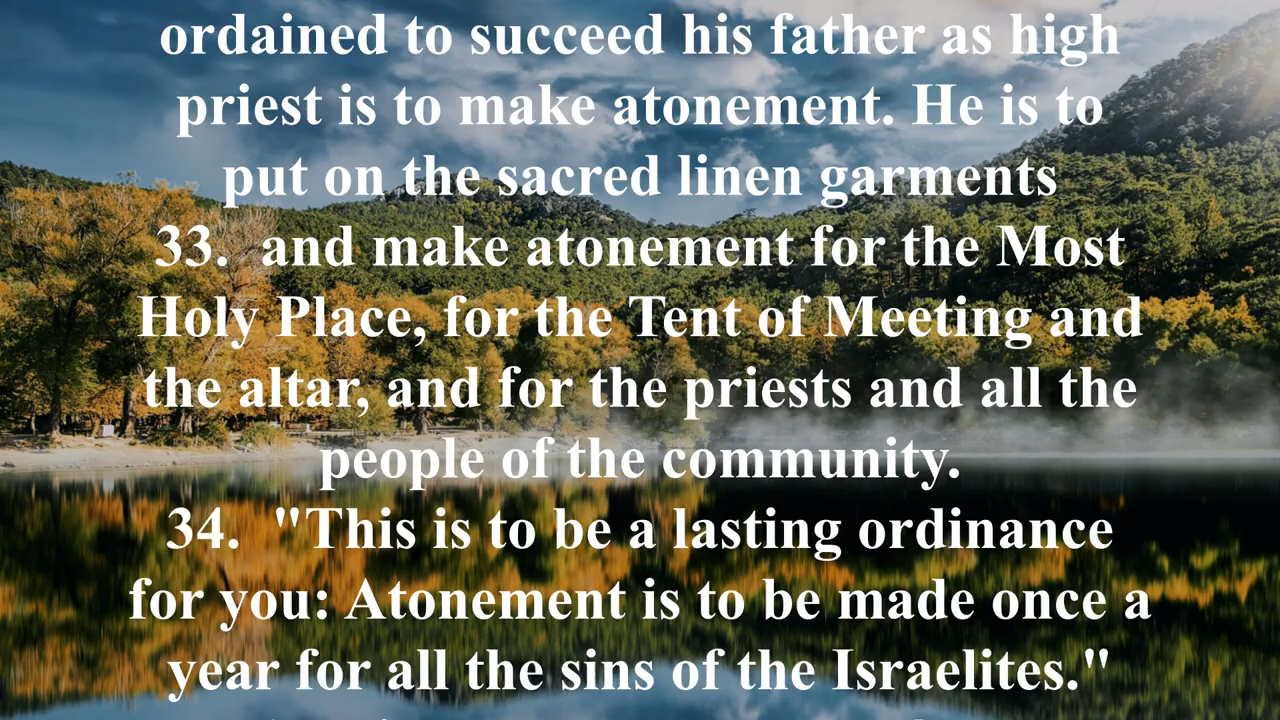 ordained to succeed his father as high
priest is to make atonement. He is to
put on the sacred linen garments
33.  and make atonement for the Most
Holy Place, for the Tent of Meeting and
the altar, and for the priests and all the
people of the community.
34.  "This is to be a lasting ordinance
for you: Atonement is to be made once a
year for all the sins of the Israelites."